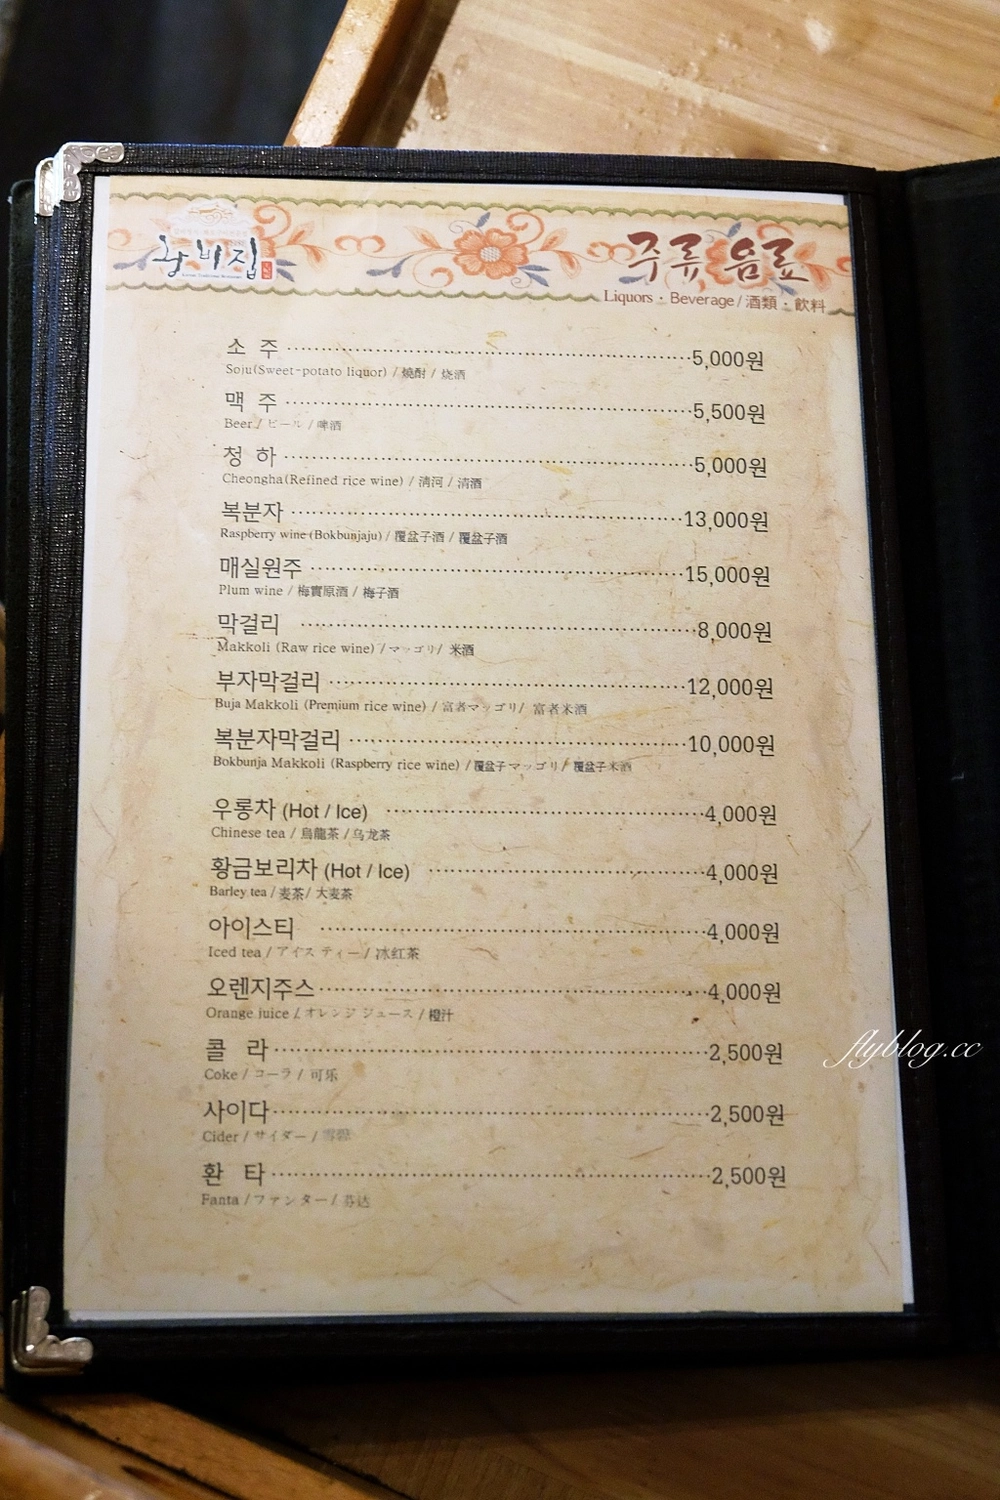 황비집
주류 음료
Liquors · Beverage / 酒類 · 飲料
소 주 5,000원
Soju(Sweet-potato liquor) / 燒酎 / 烧酒
맥 주 5,500원
Beer / ビール / 啤酒
청 하 5,000원
Cheongha(Refined rice wine) / 淸河 / 清酒
복분자 13,000원
Raspberry wine (Bokbunjaju) / 覆盆子酒 / 覆盆子酒
매실원주 15,000원
Plum wine / 梅實原酒 / 梅子酒
막걸리 8,000원
Makkoli (Raw rice wine) / マッゴリ / 米酒
부자막걸리 12,000원
Buja Makkoli (Premium rice wine) / 富者マッゴリ / 富者米酒
복분자막걸리 10,000원
Bokbunja Makkoli (Raspberry rice wine) / 覆盆子マッゴリ / 覆盆子米酒
우롱차 (Hot / Ice) 4,000원
Chinese tea / 烏龍茶 / 乌龙茶
황금보리차 (Hot / Ice) 4,000원
Barley tea / 麦茶 / 大麦茶
아이스티 4,000원
Iced tea / アイス ティー / 冰红茶
오렌지주스 4,000원
Orange juice / オレンジ ジュース / 橙汁
콜 라 2,500원
Coke / コーラ / 可乐
사이다 2,500원
Cider / サイダー / 雪碧
환 타 2,500원
Fanta / ファンター / 芬达
flyblog.cc